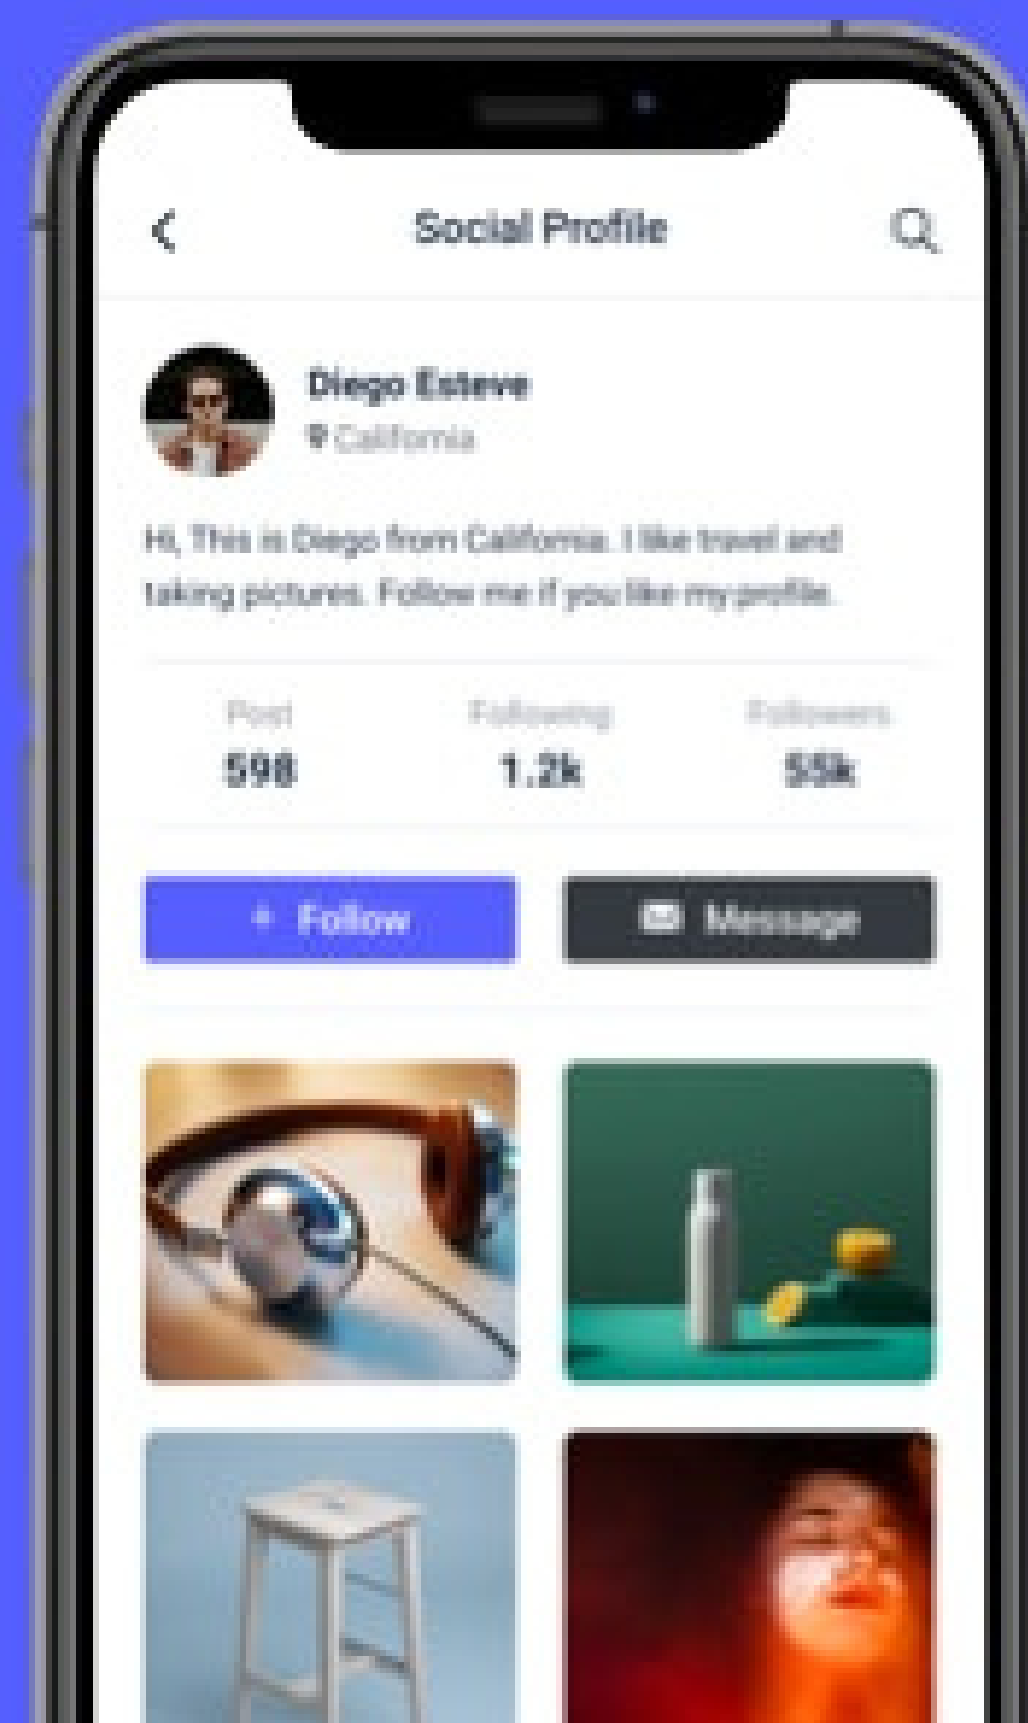 Social Profile
Diego Esteve
California
Hi, This is Diego from California. I like travel and
taking pictures. Follow me if you like my profile.
Post Following Followers
598 1.2k 55k
+ Follow Message